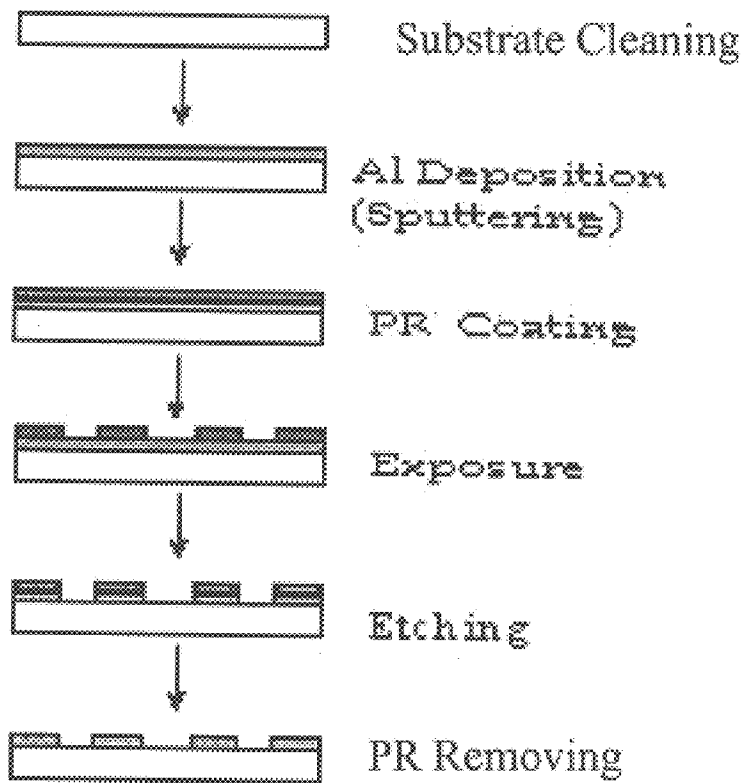 Substrate Cleaning
Al Deposition
(Sputtering)
PR Coating
Exposure
Etching
PR Removing